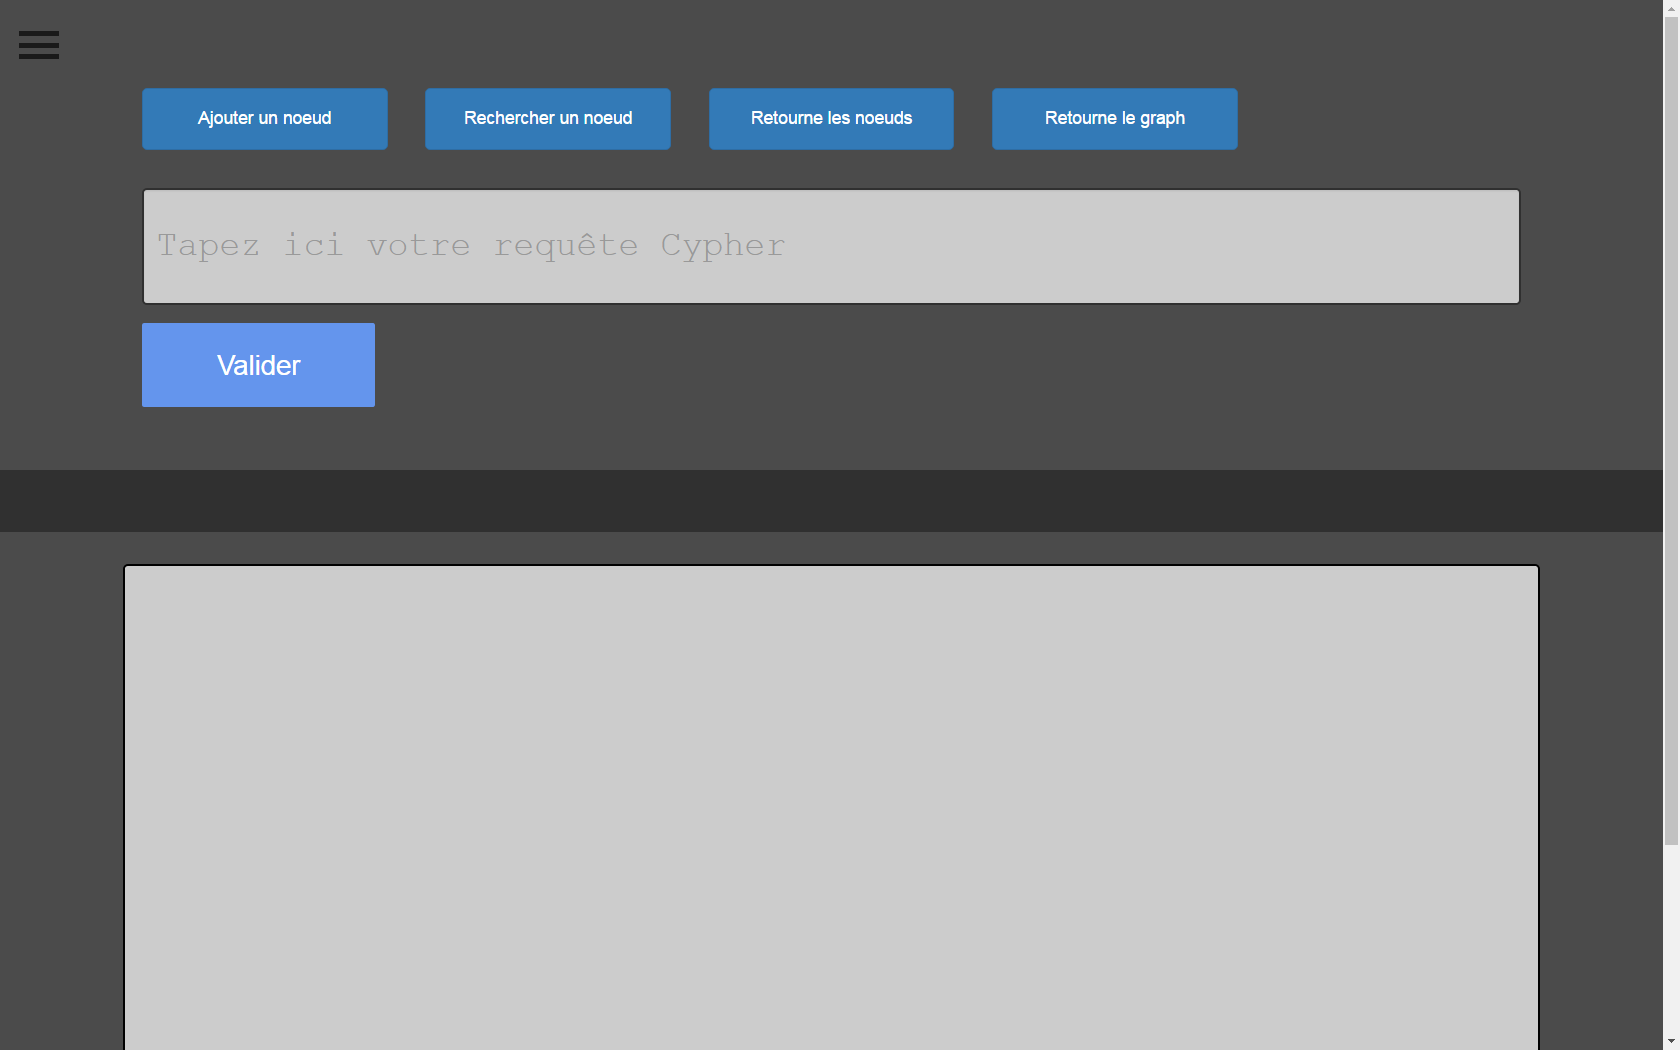 Ajouter un noeud
Rechercher un noeud
Retourne les noeuds
Retourne le graph
Tapez ici votre requête Cypher
Valider